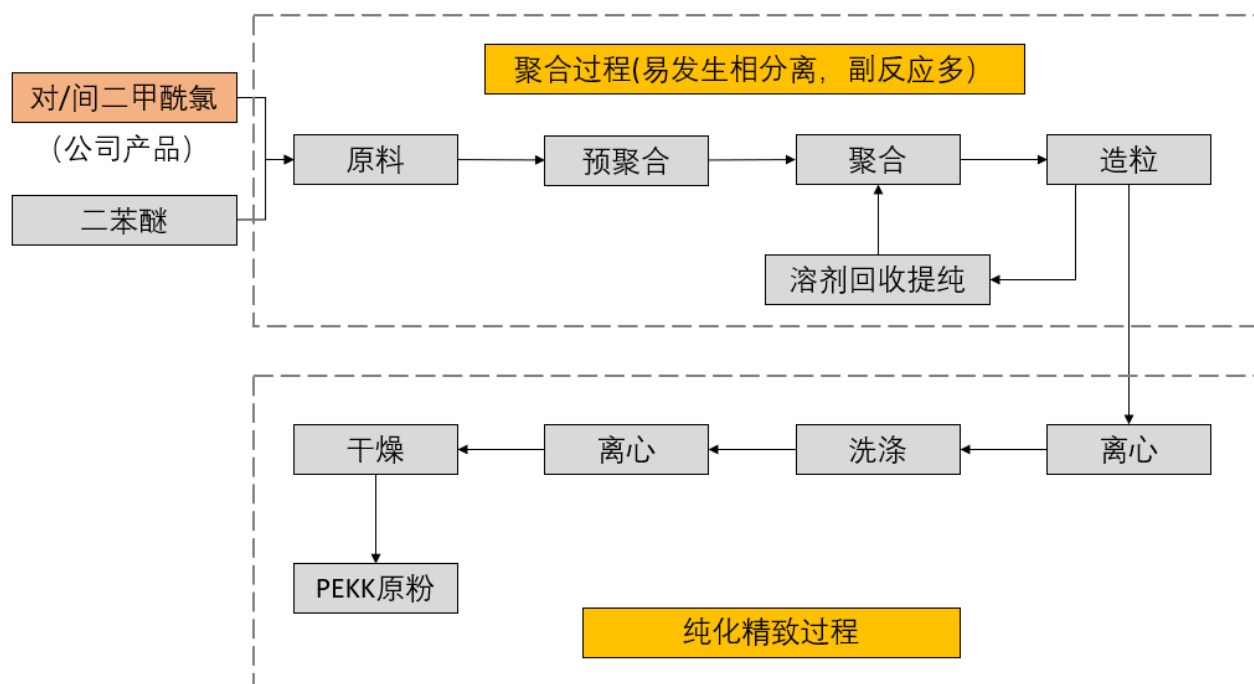 聚合过程(易发生相分离，副反应多）
对/间二甲酰氯
（公司产品）
二苯醚
原料
预聚合
聚合
造粒
溶剂回收提纯
干燥
离心
洗涤
离心
PEKK原粉
纯化精致过程